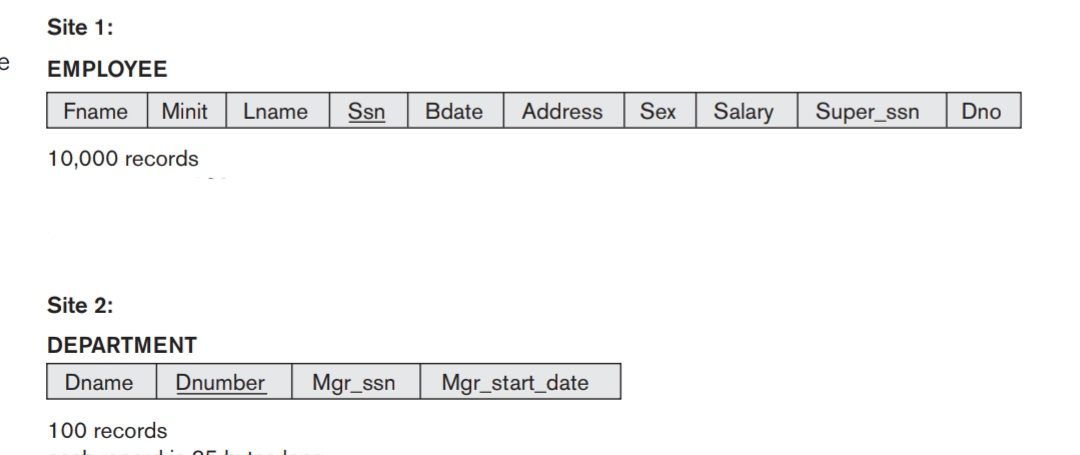 Site 1:
e
EMPLOYEE
Fname Minit Lname Ssn Bdate Address Sex Salary Super_ssn Dno
10,000 records
Site 2:
DEPARTMENT
Dname Dnumber Mgr_ssn Mgr_start_date
100 records